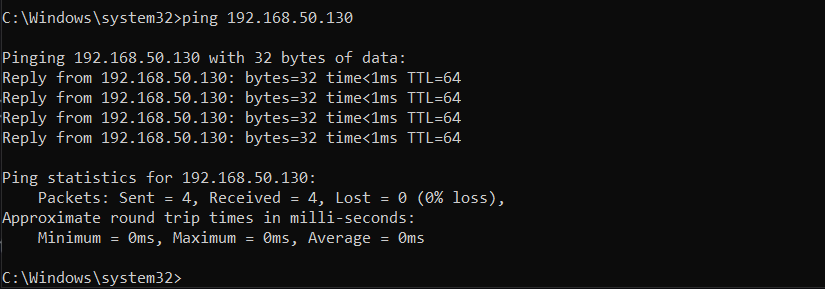 C:\Windows\system32>ping 192.168.50.130
Pinging 192.168.50.130 with 32 bytes of data:
Reply from 192.168.50.130: bytes=32 time<1ms TTL=64
Reply from 192.168.50.130: bytes=32 time<1ms TTL=64
Reply from 192.168.50.130: bytes=32 time<1ms TTL=64
Reply from 192.168.50.130: bytes=32 time<1ms TTL=64
Ping statistics for 192.168.50.130:
    Packets: Sent = 4, Received = 4, Lost = 0 (0% loss),
Approximate round trip times in milli-seconds:
    Minimum = 0ms, Maximum = 0ms, Average = 0ms
C:\Windows\system32>